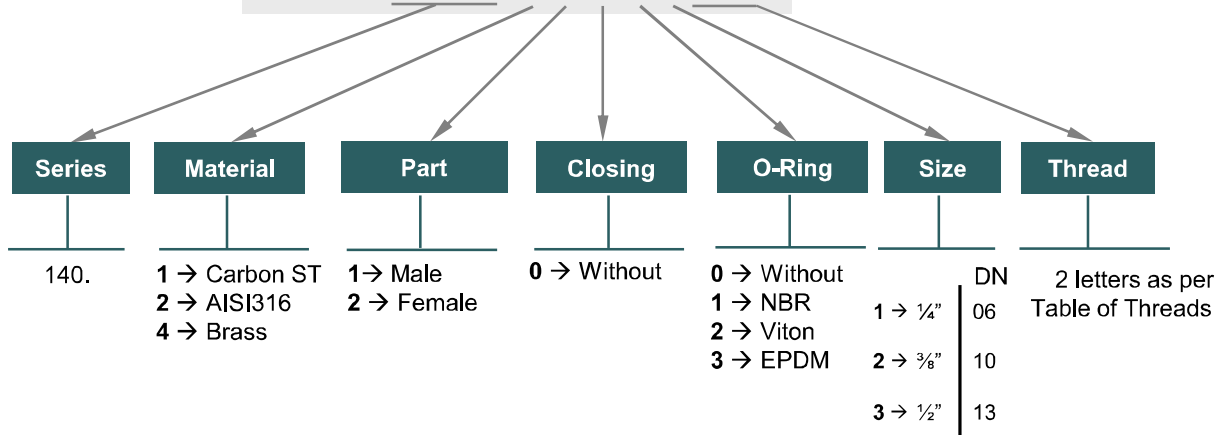 Series Material Part Closing O-Ring Size Thread
140.
1 → Carbon ST
2 → AISI316
4 → Brass
1→ Male
2 → Female
0 → Without
0 → Without
1 → NBR
2 → Viton
3 → EPDM
DN
1 → ¼” 06
2 → ⅜” 10
3 → ½” 13
2 letters as per
Table of Threads